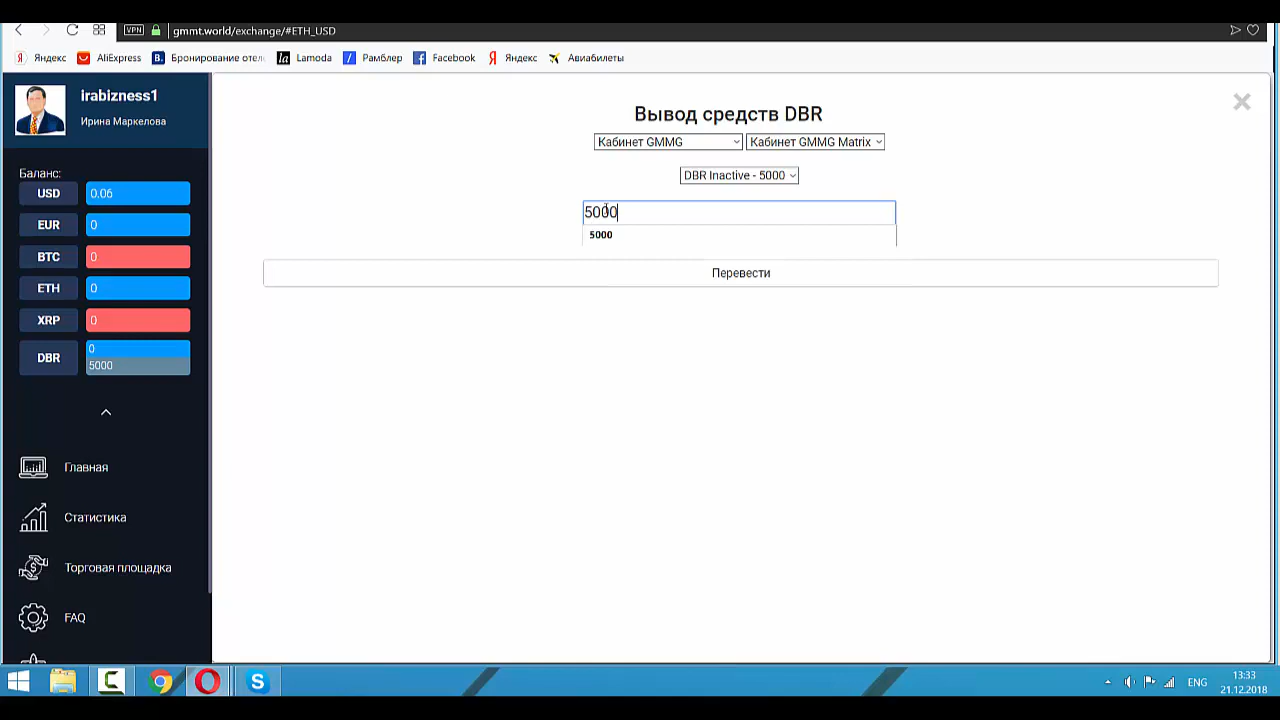 VPN gmmt.world/exchange/#ETH_USD
Яндекс AliExpress Бронирование отел Lamoda Рамблер Facebook Яндекс Авиабилеты
irabizness1
Ирина Маркелова
Баланс:
USD 0.06
EUR 0
BTC 0
ETH 0
XRP 0
DBR 0
5000
Главная
Статистика
Торговая площадка
FAQ
Вывод средств DBR
Кабинет GMMG Кабинет GMMG Matrix
DBR Inactive - 5000
5000
5000
Перевести
ENG 13:33
21.12.2018